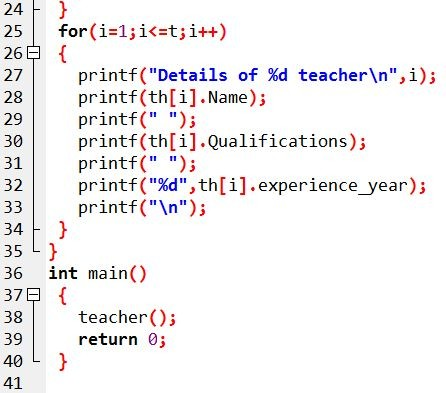 24 }
25 for(i=1;i<=t;i++)
26 {
27 printf("Details of %d teacher\n",i);
28 printf(th[i].Name);
29 printf(" ");
30 printf(th[i].Qualifications);
31 printf(" ");
32 printf("%d",th[i].experience_year);
33 printf("\n");
34 }
35 }
36 int main()
37 {
38 teacher();
39 return 0;
40 }
41